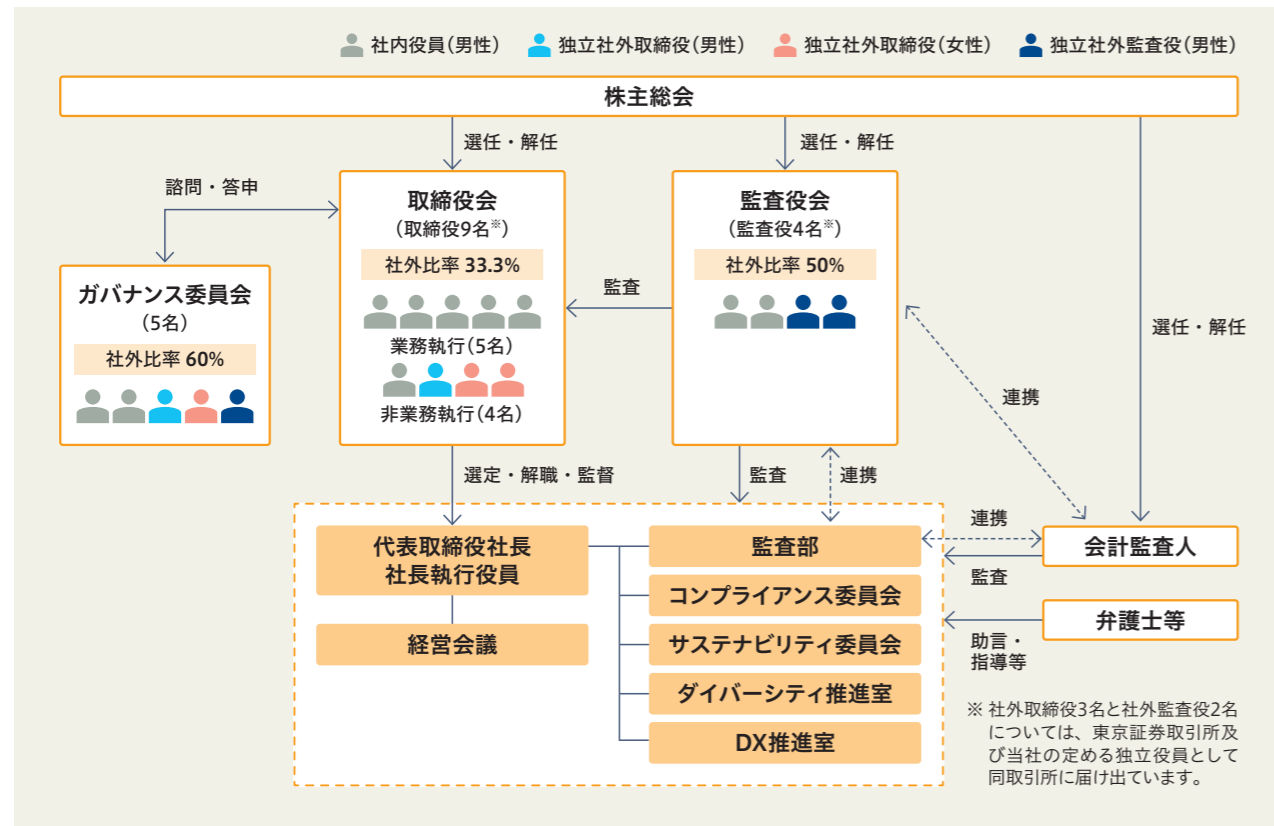 社内役員(男性)
独立社外取締役(男性)
独立社外取締役(女性)
独立社外監査役(男性)
株主総会
選任・解任
選任・解任
選任・解任
諮問・答申
取締役会
(取締役9名※)
社外比率 33.3%
業務執行(5名)
非業務執行(4名)
監査役会
(監査役4名※)
社外比率 50%
監査
ガバナンス委員会
(5名)
社外比率 60%
連携
選定・解職・監督
監査
連携
代表取締役社長
社長執行役員
経営会議
監査部
コンプライアンス委員会
サステナビリティ委員会
ダイバーシティ推進室
DX推進室
連携
監査
会計監査人
弁護士等
助言・
指導等
※ 社外取締役3名と社外監査役2名
については、東京証券取引所及
び当社の定める独立役員として
同取引所に届け出ています。